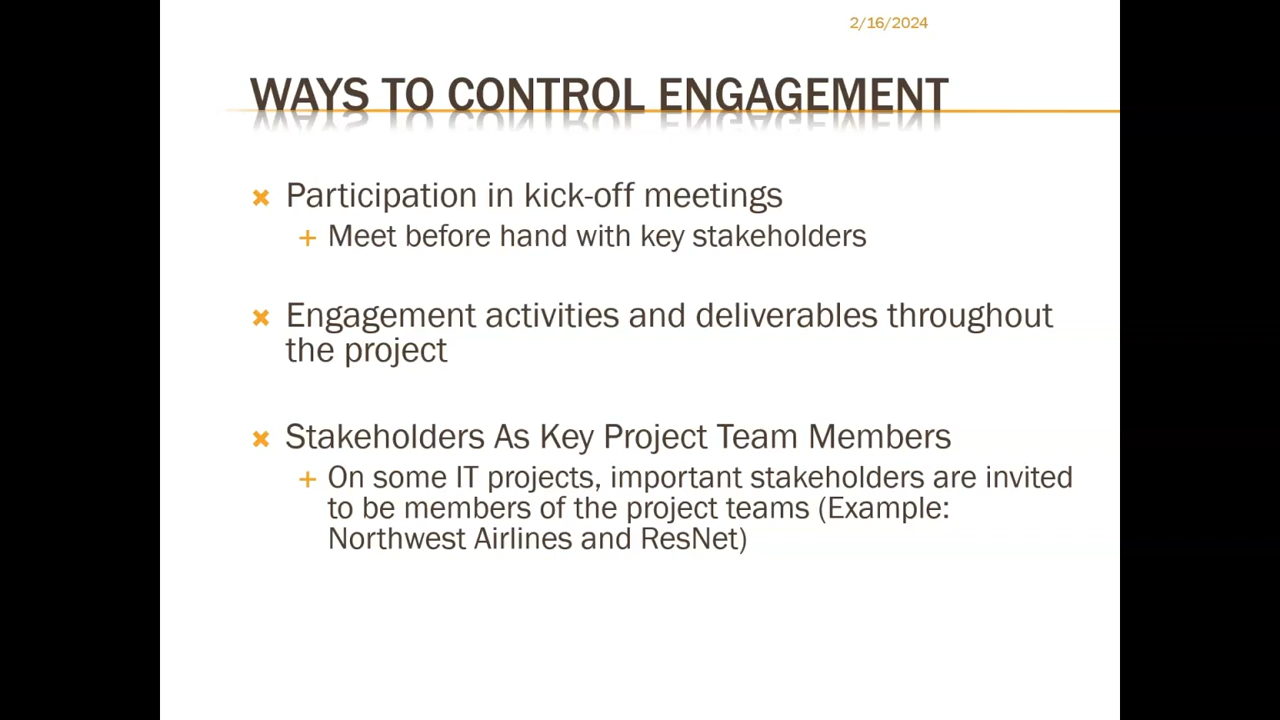 2/16/2024
WAYS TO CONTROL ENGAGEMENT
Participation in kick-off meetings
Meet before hand with key stakeholders
Engagement activities and deliverables throughout
the project
Stakeholders As Key Project Team Members
On some IT projects, important stakeholders are invited
to be members of the project teams (Example:
Northwest Airlines and ResNet)